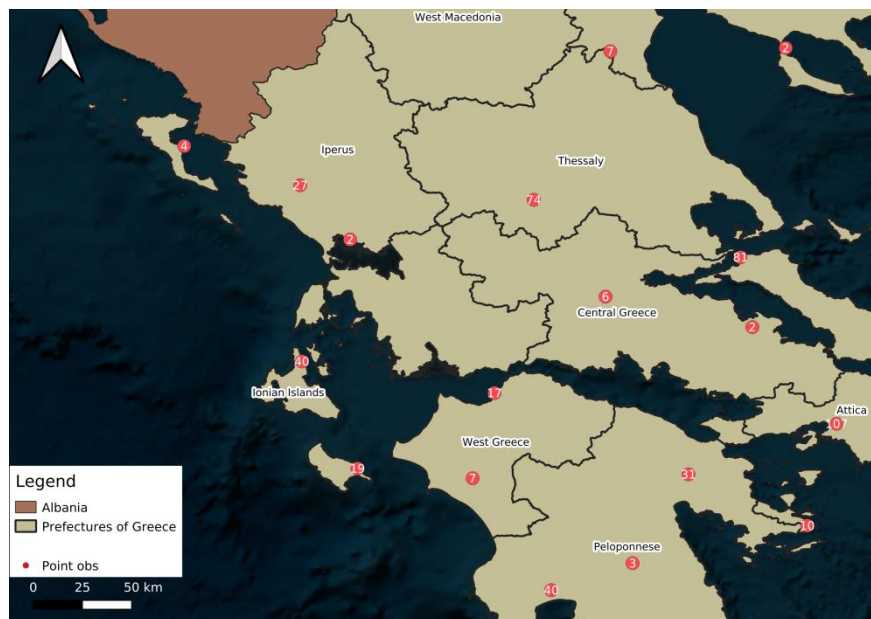 West Macedonia
7
2
4
Iperus
Thessaly
27
74
2
81
6
Central Greece
2
40
Ionian Islands
17
Attica
West Greece
19
7
31
10
Peloponnese
3
40
Legend
Albania
Prefectures of Greece
Point obs
0 25 50 km